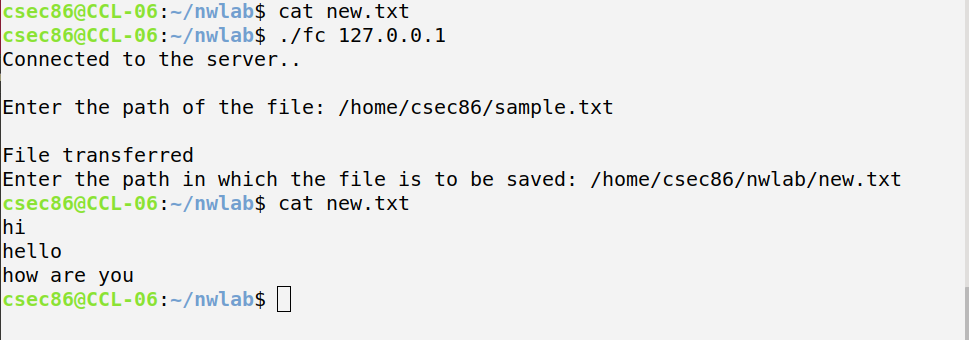 csec86@CCL-06:~/nwlab$ cat new.txt
csec86@CCL-06:~/nwlab$ ./fc 127.0.0.1
Connected to the server..
Enter the path of the file: /home/csec86/sample.txt
File transferred
Enter the path in which the file is to be saved: /home/csec86/nwlab/new.txt
csec86@CCL-06:~/nwlab$ cat new.txt
hi
hello
how are you
csec86@CCL-06:~/nwlab$